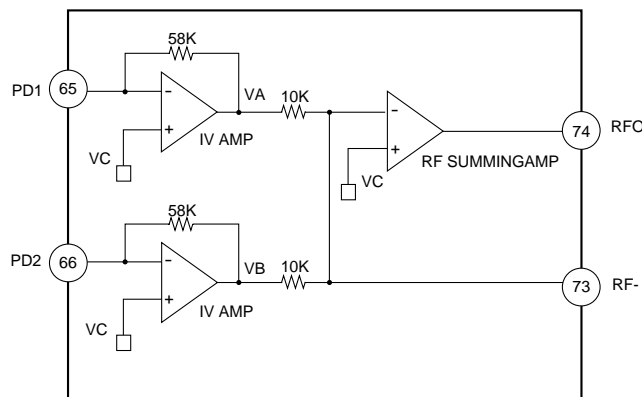 58K
PD1
65
VA
10K
-
+
IV AMP
VC
-
+
74
RFO
RF SUMMINGAMP
VC
58K
PD2
66
VB
10K
-
+
IV AMP
VC
73
RF-